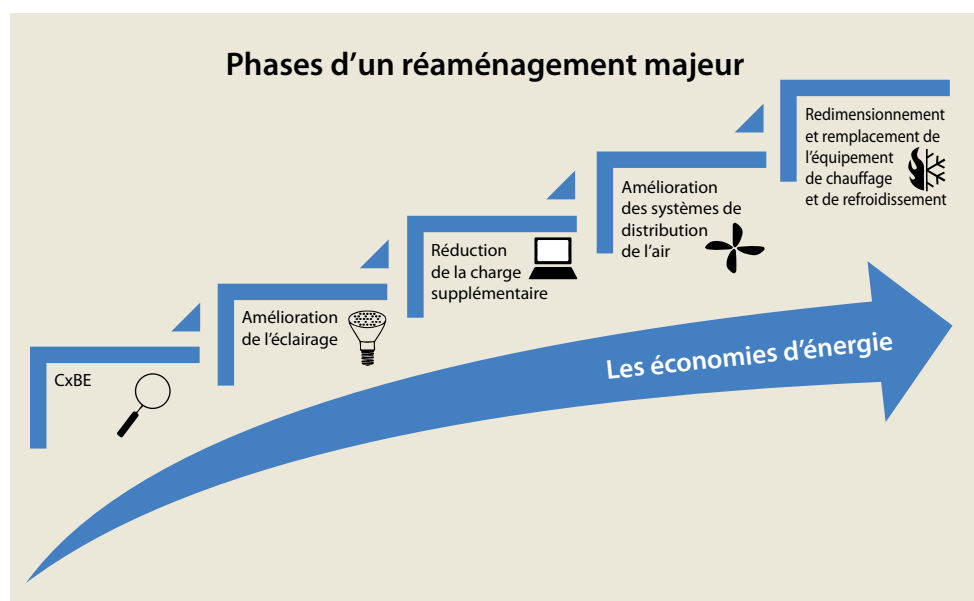 Phases d’un réaménagement majeur
CxBE
Amélioration
de l’éclairage
Réduction
de la charge
supplémentaire
Amélioration
des systèmes de
distribution
de l’air
Redimensionnement
et remplacement de
l’équipement
de chauffage
et de refroidissement
Les économies d’énergie